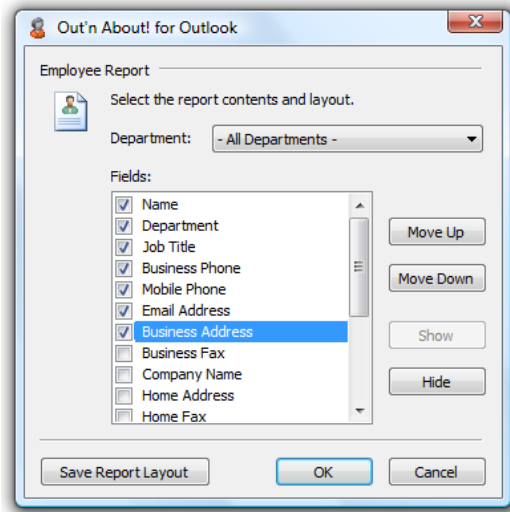 Out'n About! for Outlook
Employee Report
Select the report contents and layout.
Department: - All Departments -
Fields:
Name
Department
Job Title
Business Phone
Mobile Phone
Email Address
Business Address
Business Fax
Company Name
Home Address
Home Fax
Move Up
Move Down
Show
Hide
Save Report Layout OK Cancel